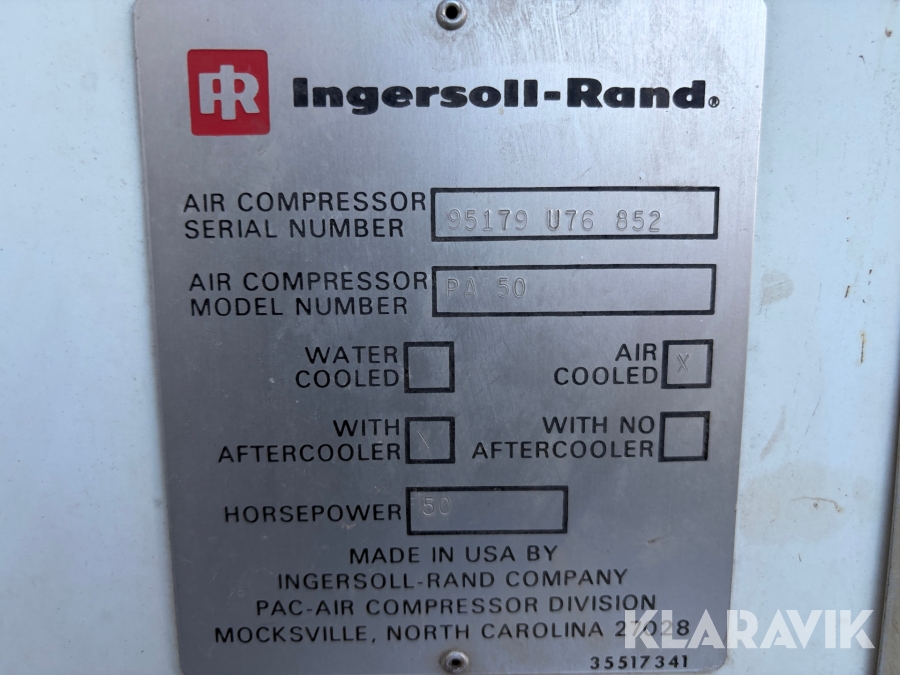 IR Ingersoll-Rand®
AIR COMPRESSOR
SERIAL NUMBER 95179 U76 852
AIR COMPRESSOR
MODEL NUMBER PA 50
WATER
COOLED
AIR
COOLED X
WITH
AFTERCOOLER X
WITH NO
AFTERCOOLER
HORSEPOWER 50
MADE IN USA BY
INGERSOLL-RAND COMPANY
PAC-AIR COMPRESSOR DIVISION
MOCKSVILLE, NORTH CAROLINA 27028
35517341
KLARAVIK